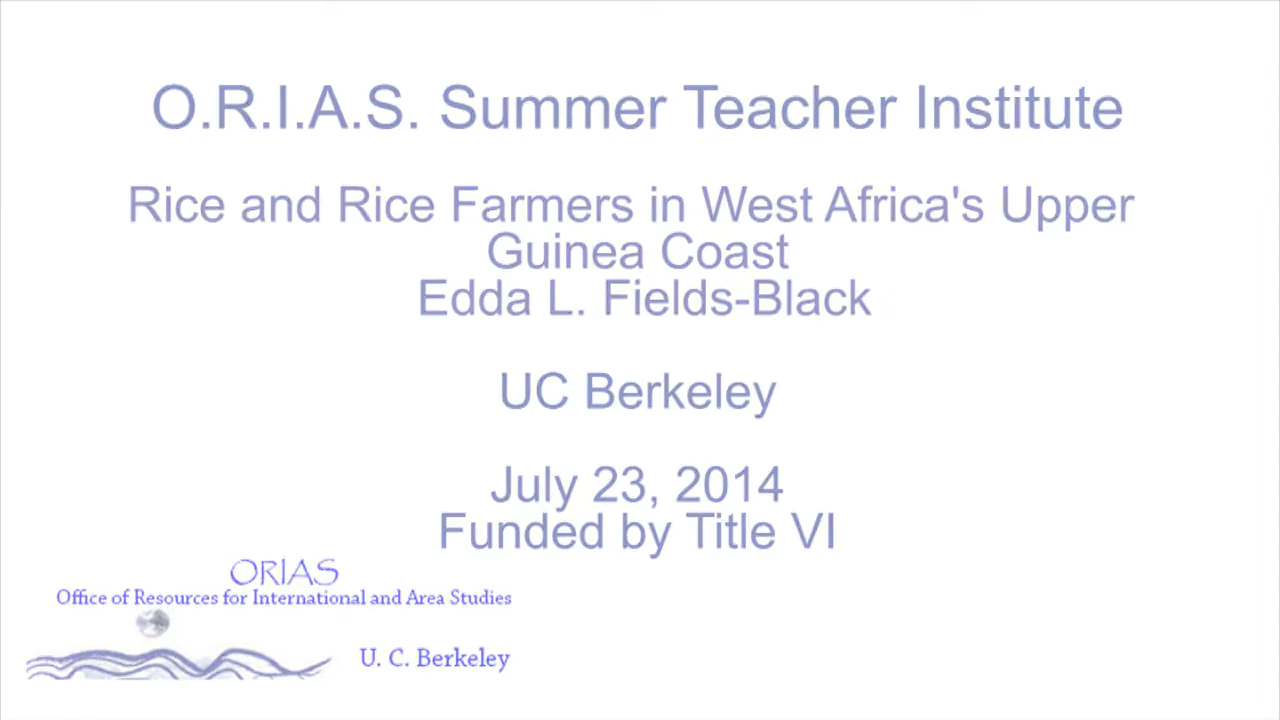 O.R.I.A.S. Summer Teacher Institute
Rice and Rice Farmers in West Africa's Upper
Guinea Coast
Edda L. Fields-Black
UC Berkeley
July 23, 2014
Funded by Title VI
ORIAS
Office of Resources for International and Area Studies
U. C. Berkeley